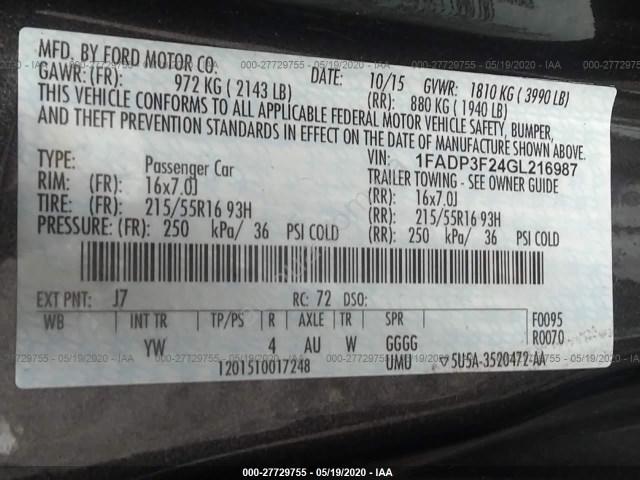 MFD. BY FORD MOTOR CO. DATE: 10/15 GVWR: 1810 KG ( 3990 LB)
GAWR: (FR): 972 KG ( 2143 LB) (RR): 880 KG ( 1940 LB)
THIS VEHICLE CONFORMS TO ALL APPLICABLE FEDERAL MOTOR VEHICLE SAFETY, BUMPER,
AND THEFT PREVENTION STANDARDS IN EFFECT ON THE DATE OF MANUFACTURE SHOWN ABOVE.
VIN: 1FADP3F24GL216987
TYPE: Passenger Car TRAILER TOWING - SEE OWNER GUIDE
RIM: (FR): 16x7.0J (RR): 16x7.0J
TIRE: (FR): 215/55R16 93H (RR): 215/55R16 93H
PRESSURE: (FR): 250 kPa/ 36 PSI COLD (RR): 250 kPa/ 36 PSI COLD
EXT PNT: J7 RC: 72 DSO:
WB INT TR TP/PS R AXLE TR SPR F0095
YW 4 AU W GGGG R0070
1201510017248 UMU ▽5U5A-3520472-AA
000-27729755 - 05/19/2020 - IAA